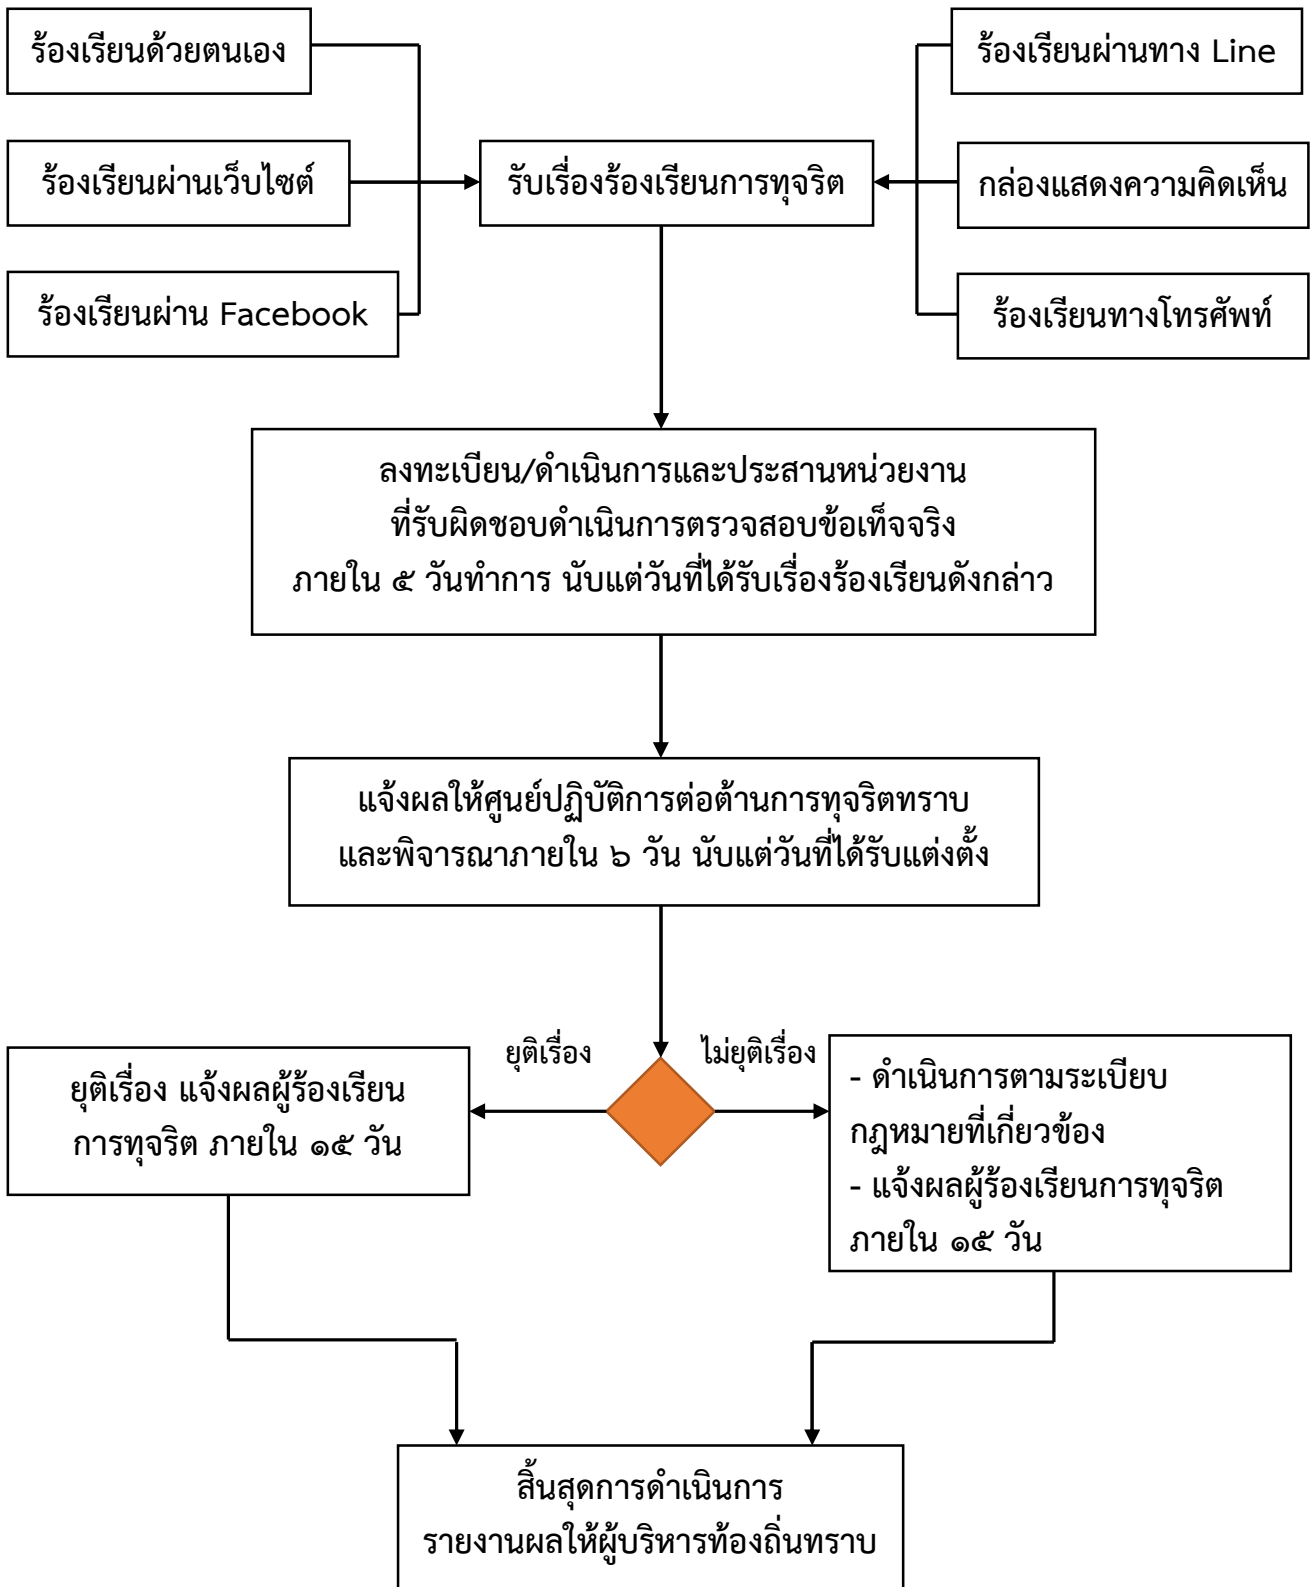 ร้องเรียนด้วยตนเอง
ร้องเรียนผ่านทาง Line
ร้องเรียนผ่านเว็บไซต์
รับเรื่องร้องเรียนการทุจริต
กล่องแสดงความคิดเห็น
ร้องเรียนผ่าน Facebook
ร้องเรียนทางโทรศัพท์
ลงทะเบียน/ดำเนินการและประสานหน่วยงาน
ที่รับผิดชอบดำเนินการตรวจสอบข้อเท็จจริง
ภายใน ๕ วันทำการ นับแต่วันที่ได้รับเรื่องร้องเรียนดังกล่าว
แจ้งผลให้ศูนย์ปฏิบัติการต่อต้านการทุจริตทราบ
และพิจารณาภายใน ๖ วัน นับแต่วันที่ได้รับแต่งตั้ง
ยุติเรื่อง
ไม่ยุติเรื่อง
ยุติเรื่อง แจ้งผลผู้ร้องเรียน
การทุจริต ภายใน ๑๕ วัน
- ดำเนินการตามระเบียบ
กฎหมายที่เกี่ยวข้อง
- แจ้งผลผู้ร้องเรียนการทุจริต
ภายใน ๑๕ วัน
สิ้นสุดการดำเนินการ
รายงานผลให้ผู้บริหารท้องถิ่นทราบ